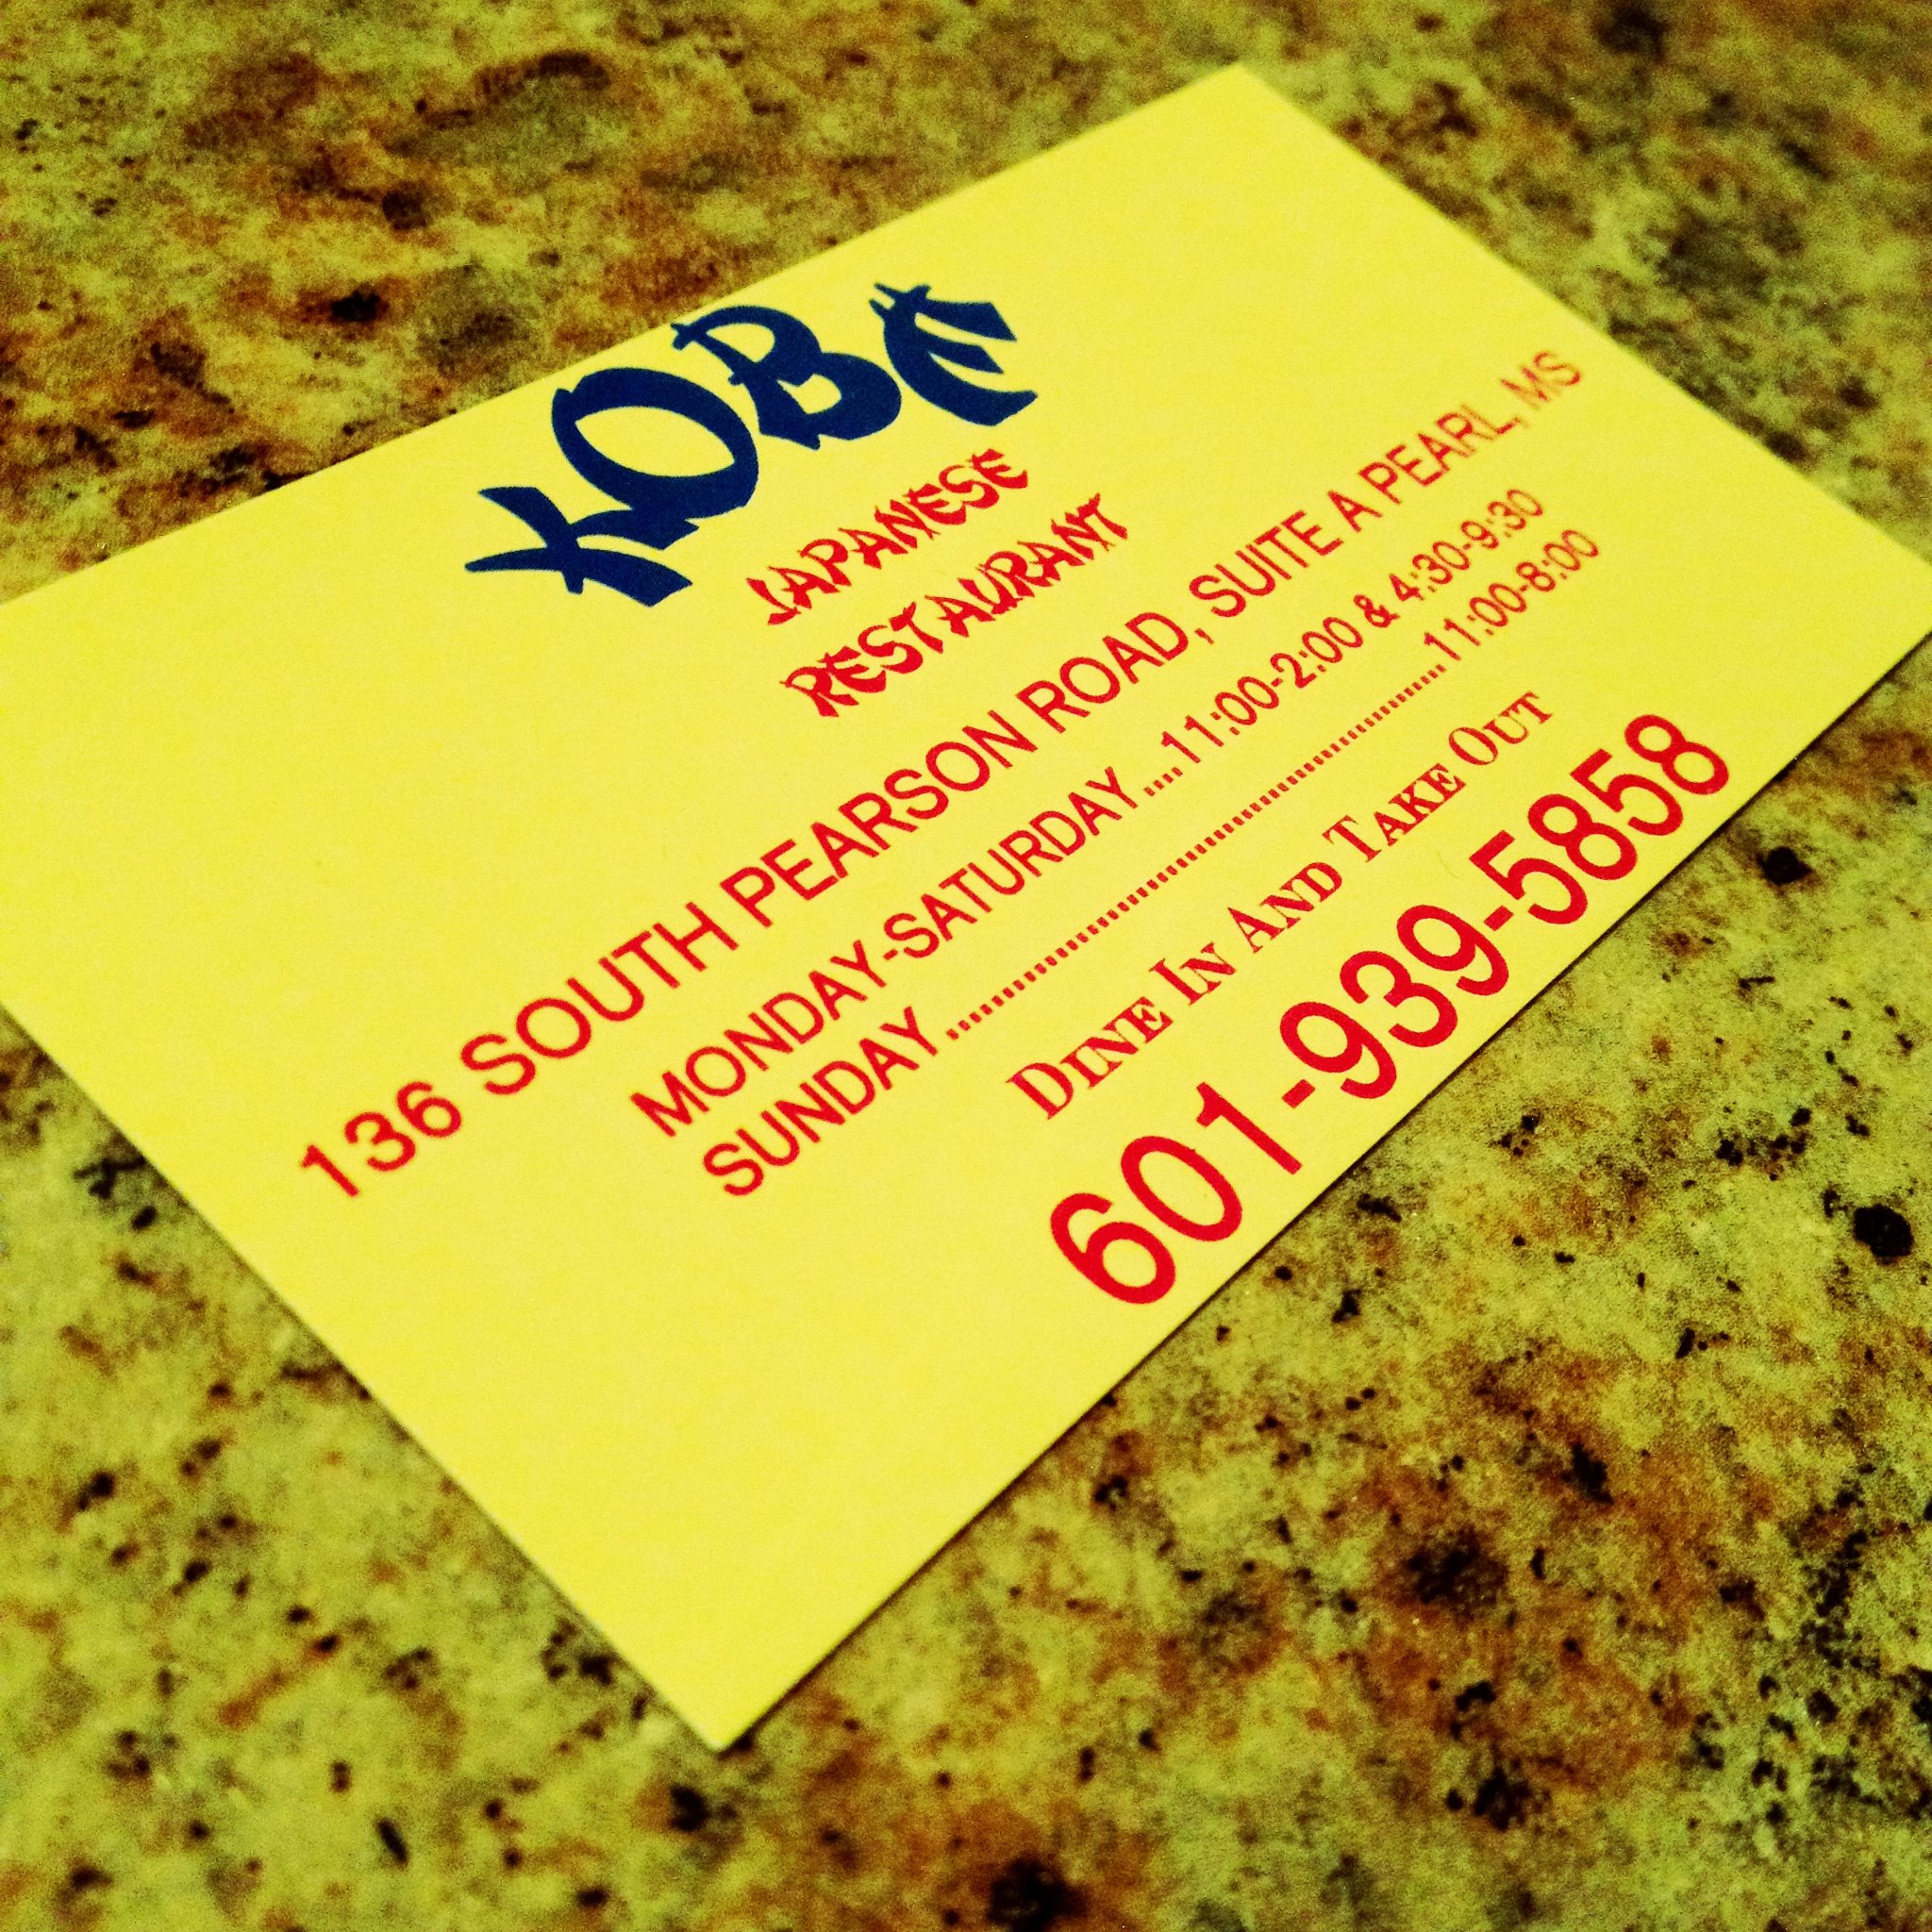 KOBE
JAPANESE
RESTAURANT
136 SOUTH PEARSON ROAD, SUITE A PEARL, MS
MONDAY-SATURDAY....11:00-2:00 & 4:30-9:30
SUNDAY.................................................11:00-8:00
DINE IN AND TAKE OUT
601-939-5858